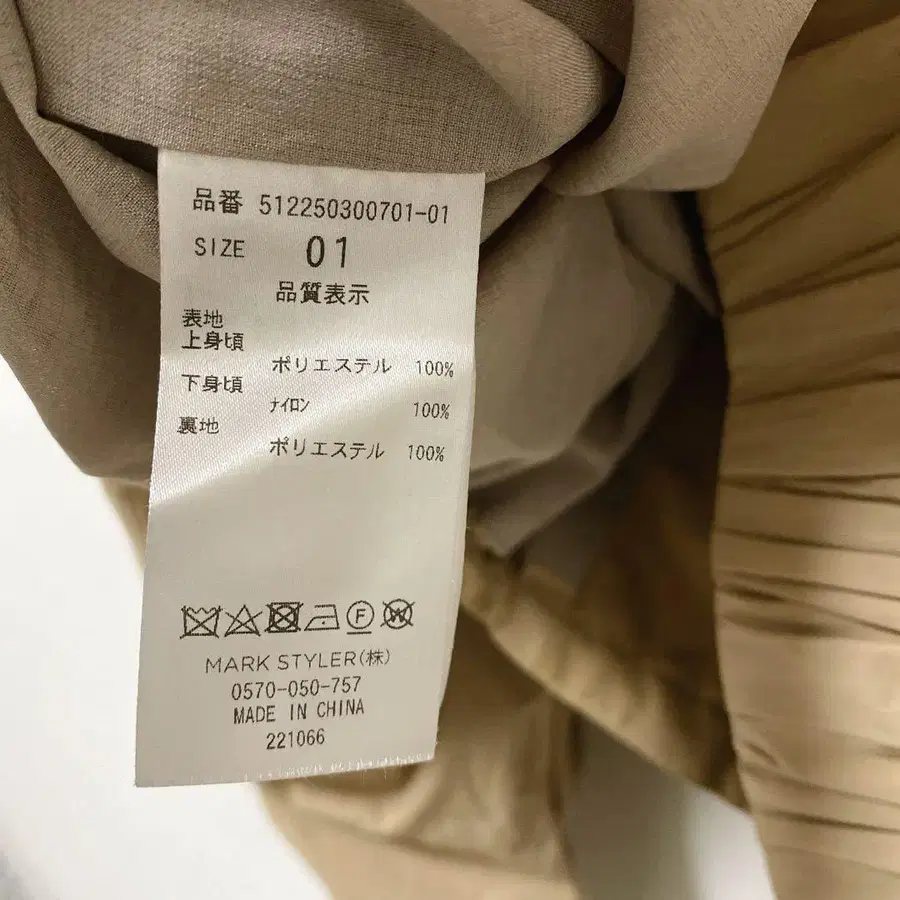 品番 512250300701-01
SIZE 01
品質表示
表地
上身頃
ポリエステル 100%
下身頃
ナイロン 100%
裏地
ポリエステル 100%
F W
MARK STYLER(株)
0570-050-757
MADE IN CHINA
221066